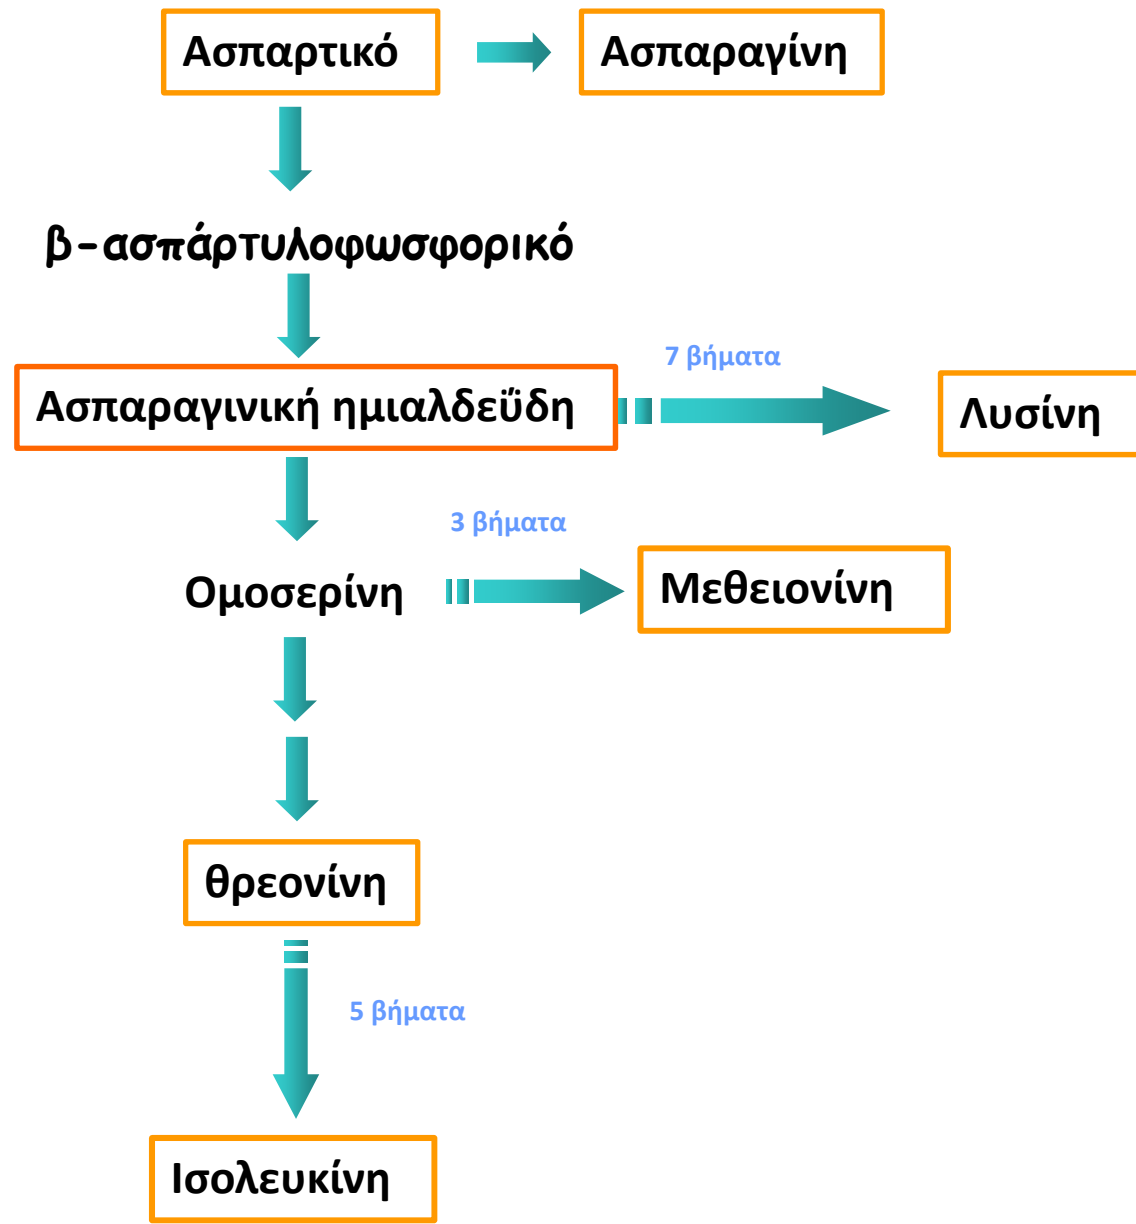 Ασπαρτικό
Ασπαραγίνη
β-ασπάρτυλοφωσφορικό
7 βήματα
Ασπαραγινική ημιαλδεΰδη
Λυσίνη
3 βήματα
Ομοσερίνη
Μεθειονίνη
θρεονίνη
5 βήματα
Ισολευκίνη